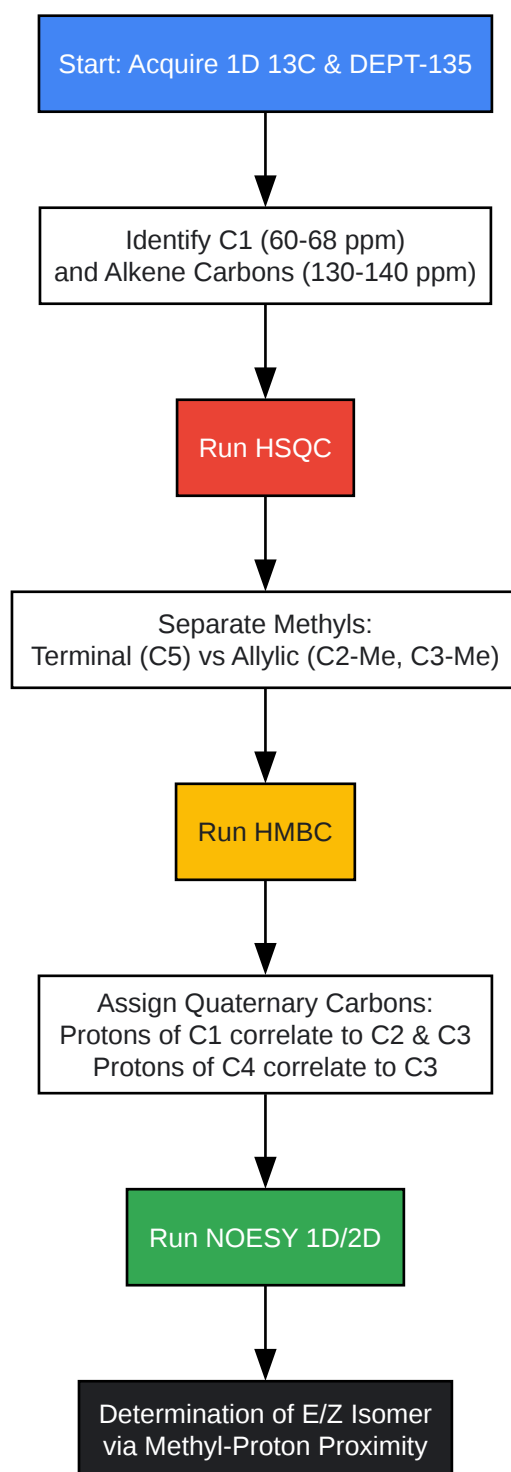 Start: Acquire 1D 13C & DEPT-135
Identify C1 (60-68 ppm)
and Alkene Carbons (130-140 ppm)
Run HSQC
Separate Methyls:
Terminal (C5) vs Allylic (C2-Me, C3-Me)
Run HMBC
Assign Quaternary Carbons:
Protons of C1 correlate to C2 & C3
Protons of C4 correlate to C3
Run NOESY 1D/2D
Determination of E/Z Isomer
via Methyl-Proton Proximity